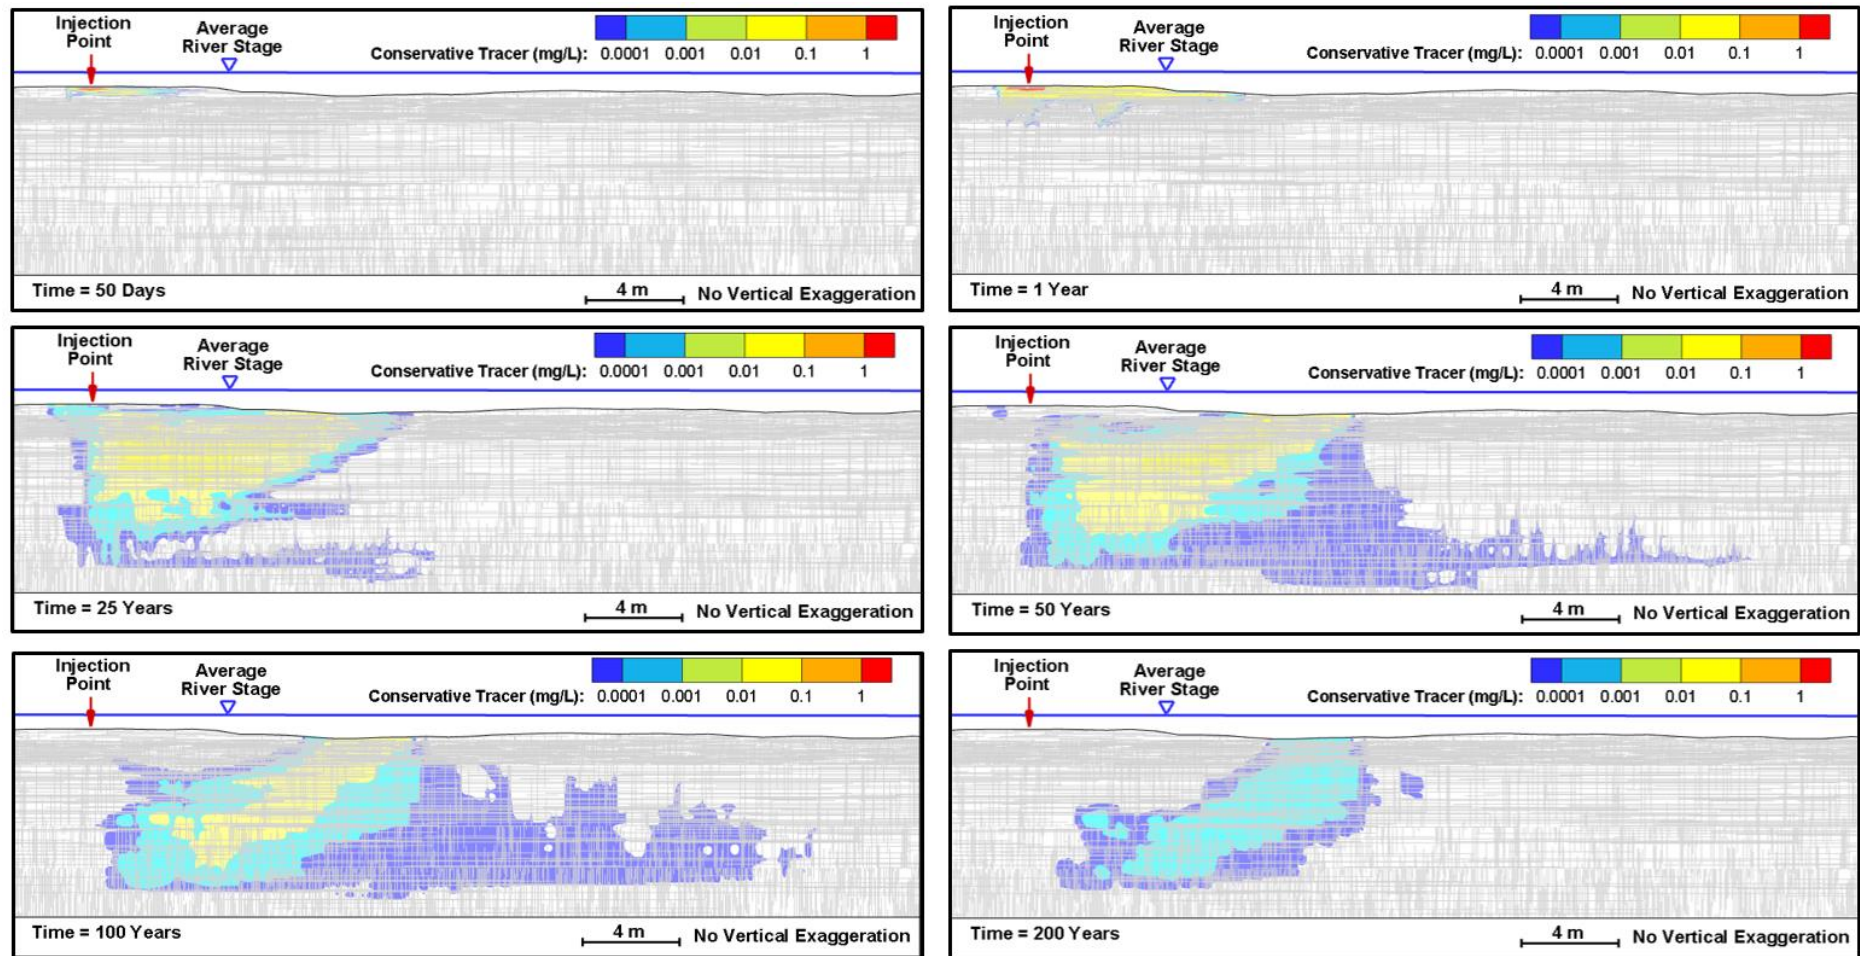 Injection
Point
Average
River Stage
Conservative Tracer (mg/L): 0.0001 0.001 0.01 0.1 1
Time = 50 Days
4 m No Vertical Exaggeration
Injection
Point
Average
River Stage
Conservative Tracer (mg/L): 0.0001 0.001 0.01 0.1 1
Time = 1 Year
4 m No Vertical Exaggeration
Injection
Point
Average
River Stage
Conservative Tracer (mg/L): 0.0001 0.001 0.01 0.1 1
Time = 25 Years
4 m No Vertical Exaggeration
Injection
Point
Average
River Stage
Conservative Tracer (mg/L): 0.0001 0.001 0.01 0.1 1
Time = 50 Years
4 m No Vertical Exaggeration
Injection
Point
Average
River Stage
Conservative Tracer (mg/L): 0.0001 0.001 0.01 0.1 1
Time = 100 Years
4 m No Vertical Exaggeration
Injection
Point
Average
River Stage
Conservative Tracer (mg/L): 0.0001 0.001 0.01 0.1 1
Time = 200 Years
4 m No Vertical Exaggeration